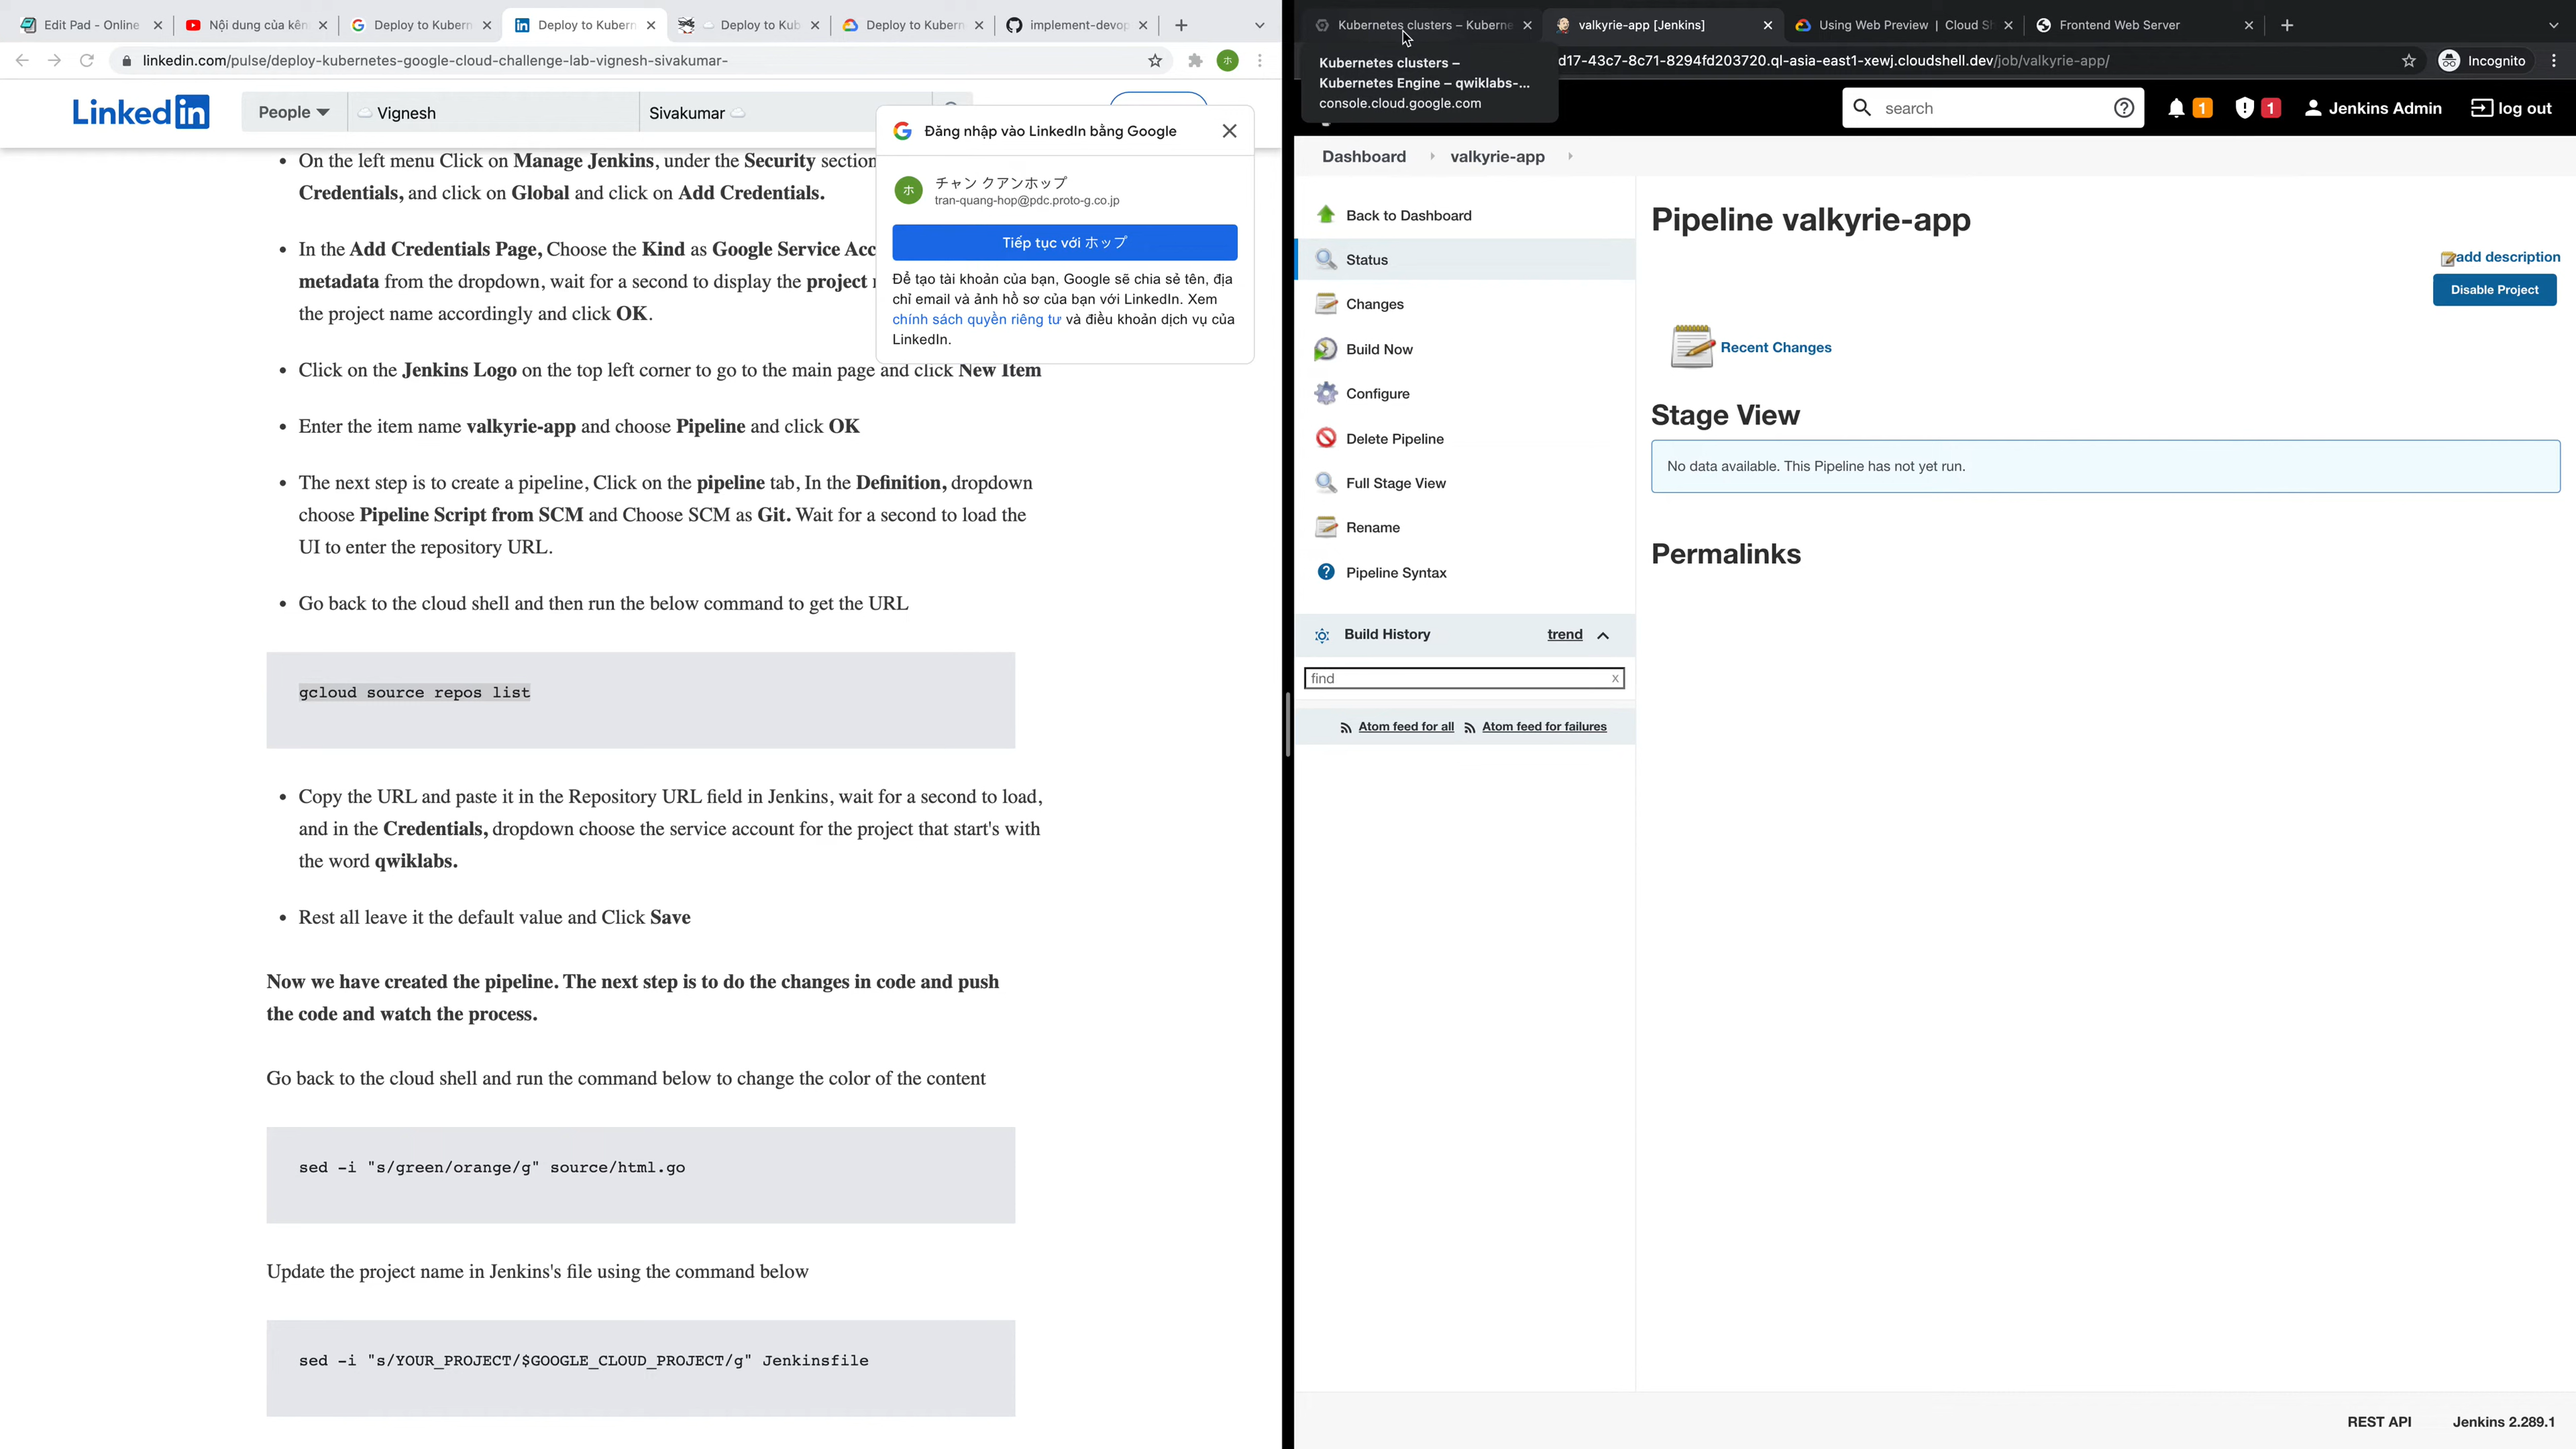 Edit Pad - Online
Nội dung của kên
Deploy to Kubern
Deploy to Kubern
Deploy to Kub
Deploy to Kubern
implement-devop
linkedin.com/pulse/deploy-kubernetes-google-cloud-challenge-lab-vignesh-sivakumar-
LinkedIn
People
Vignesh
Sivakumar
Đăng nhập vào LinkedIn bằng Google
チャン クアンホップ
tran-quang-hop@pdc.proto-g.co.jp
Tiếp tục với ホップ
Để tạo tài khoản của bạn, Google sẽ chia sẻ tên, địa
chỉ email và ảnh hồ sơ của bạn với LinkedIn. Xem
chính sách quyền riêng tư và điều khoản dịch vụ của
LinkedIn.
On the left menu Click on Manage Jenkins, under the Security section
Credentials, and click on Global and click on Add Credentials.
In the Add Credentials Page, Choose the Kind as Google Service Acc
metadata from the dropdown, wait for a second to display the project
the project name accordingly and click OK.
Click on the Jenkins Logo on the top left corner to go to the main page and click New Item
Enter the item name valkyrie-app and choose Pipeline and click OK
The next step is to create a pipeline, Click on the pipeline tab, In the Definition, dropdown
choose Pipeline Script from SCM and Choose SCM as Git. Wait for a second to load the
UI to enter the repository URL.
Go back to the cloud shell and then run the below command to get the URL
gcloud source repos list
Copy the URL and paste it in the Repository URL field in Jenkins, wait for a second to load,
and in the Credentials, dropdown choose the service account for the project that start's with
the word qwiklabs.
Rest all leave it the default value and Click Save
Now we have created the pipeline. The next step is to do the changes in code and push
the code and watch the process.
Go back to the cloud shell and run the command below to change the color of the content
sed -i "s/green/orange/g" source/html.go
Update the project name in Jenkins's file using the command below
sed -i "s/YOUR_PROJECT/$GOOGLE_CLOUD_PROJECT/g" Jenkinsfile
Kubernetes clusters – Kuberne
valkyrie-app [Jenkins]
Using Web Preview | Cloud Sh
Frontend Web Server
Kubernetes clusters –
Kubernetes Engine – qwiklabs-...
console.cloud.google.com
d17-43c7-8c71-8294fd203720.ql-asia-east1-xewj.cloudshell.dev/job/valkyrie-app/
Incognito
search
1
1
Jenkins Admin
log out
Dashboard
valkyrie-app
Back to Dashboard
Status
Changes
Build Now
Configure
Delete Pipeline
Full Stage View
Rename
Pipeline Syntax
Build History
trend
find
x
Atom feed for all
Atom feed for failures
Pipeline valkyrie-app
add description
Disable Project
Recent Changes
Stage View
No data available. This Pipeline has not yet run.
Permalinks
REST API
Jenkins 2.289.1